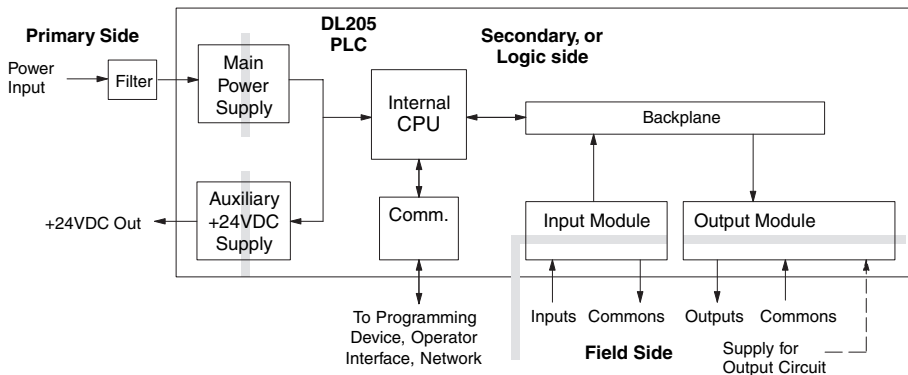 Primary Side
DL205
PLC
Secondary, or
Logic side
Power
Input
Filter
Main
Power
Supply
Internal
CPU
Backplane
+24VDC Out
Auxiliary
+24VDC
Supply
Comm.
Input Module
Output Module
To Programming
Device, Operator
Interface, Network
Inputs
Commons
Outputs
Commons
Field Side
Supply for
Output Circuit